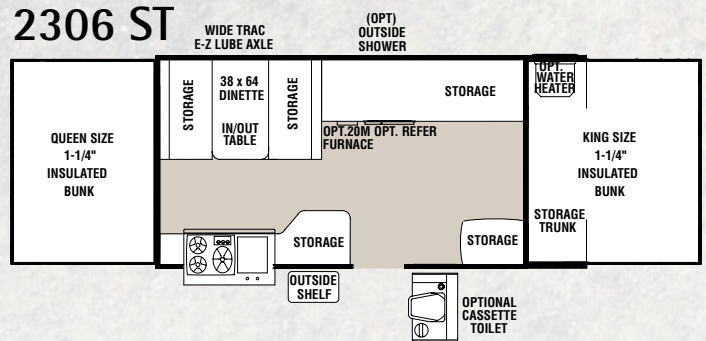 2306 ST
WIDE TRAC
E-Z LUBE AXLE
(OPT)
OUTSIDE
SHOWER
QUEEN SIZE
1-1/4"
INSULATED
BUNK
STORAGE
38 x 64
DINETTE
IN/OUT
TABLE
STORAGE
STORAGE
OPT.20M OPT. REFER
FURNACE
OPT.
WATER
HEATER
KING SIZE
1-1/4"
INSULATED
BUNK
STORAGE
TRUNK
STORAGE
STORAGE
OUTSIDE
SHELF
OPTIONAL
CASSETTE
TOILET